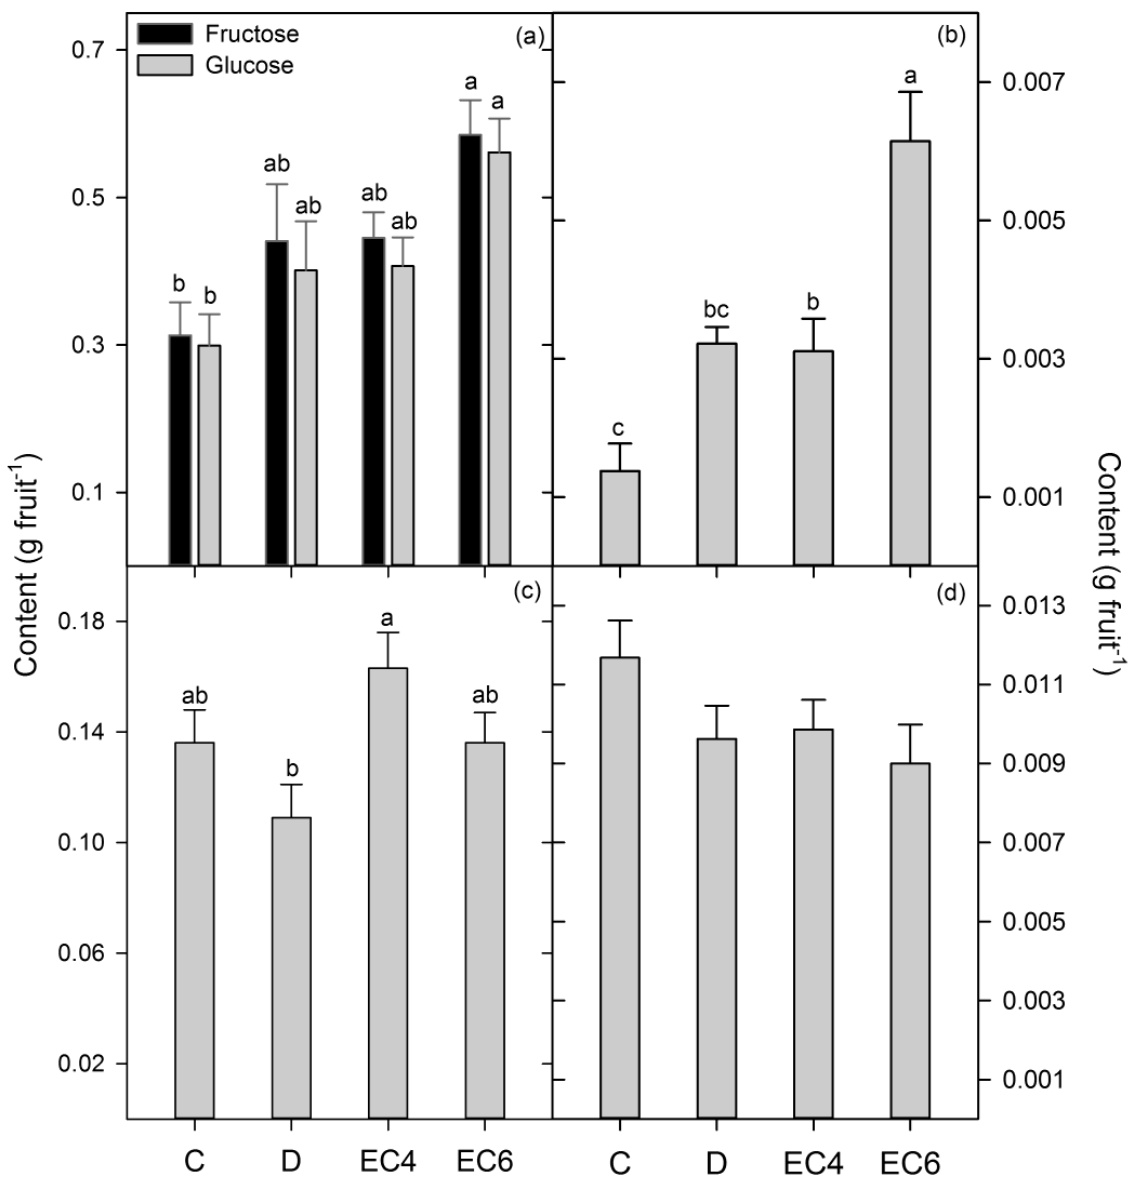 Fructose
Glucose
(a)
0.7
0.5
0.3
0.1
b
b
ab
ab
ab
ab
a
a
(b)
0.007
0.005
0.003
0.001
c
bc
b
a
Content (g fruit⁻¹)
Content (g fruit⁻¹)
(c)
0.18
0.14
0.10
0.06
0.02
ab
b
a
ab
(d)
0.013
0.011
0.009
0.007
0.005
0.003
0.001
C D EC4 EC6
C D EC4 EC6